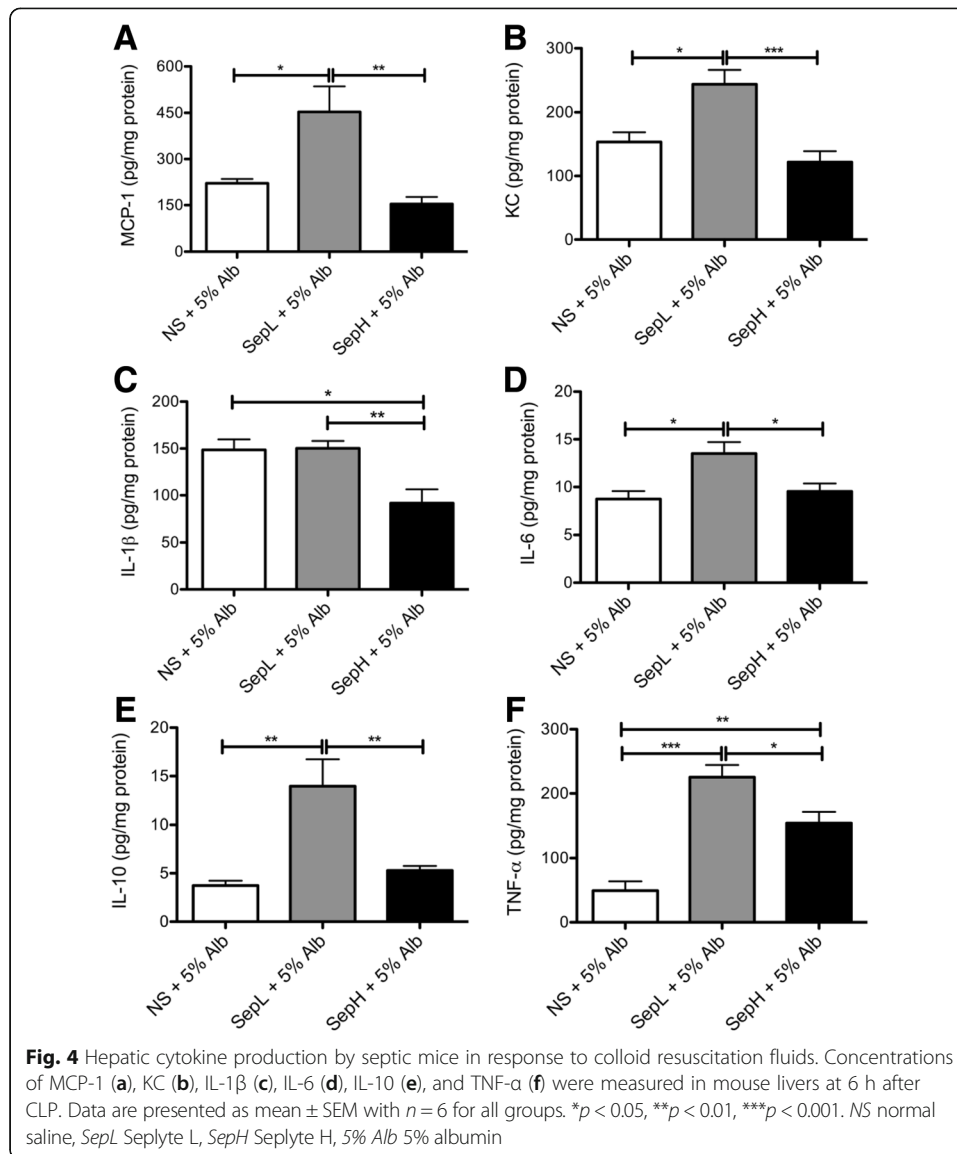 A
MCP-1 (pg/mg protein)
600
450
300
150
0
*
**
NS + 5% Alb
SepL + 5% Alb
SepH + 5% Alb
B
KC (pg/mg protein)
300
200
100
0
*
***
NS + 5% Alb
SepL + 5% Alb
SepH + 5% Alb
C
IL-1β (pg/mg protein)
200
150
100
50
0
*
**
NS + 5% Alb
SepL + 5% Alb
SepH + 5% Alb
D
IL-6 (pg/mg protein)
20
15
10
5
0
*
*
NS + 5% Alb
SepL + 5% Alb
SepH + 5% Alb
E
IL-10 (pg/mg protein)
20
15
10
5
0
**
**
NS + 5% Alb
SepL + 5% Alb
SepH + 5% Alb
F
TNF-α (pg/mg protein)
300
200
100
0
**
***
*
NS + 5% Alb
SepL + 5% Alb
SepH + 5% Alb
Fig. 4 Hepatic cytokine production by septic mice in response to colloid resuscitation fluids. Concentrations
of MCP-1 (a), KC (b), IL-1β (c), IL-6 (d), IL-10 (e), and TNF-α (f) were measured in mouse livers at 6 h after
CLP. Data are presented as mean ± SEM with n = 6 for all groups. *p < 0.05, **p < 0.01, ***p < 0.001. NS normal
saline, SepL Seplyte L, SepH Seplyte H, 5% Alb 5% albumin